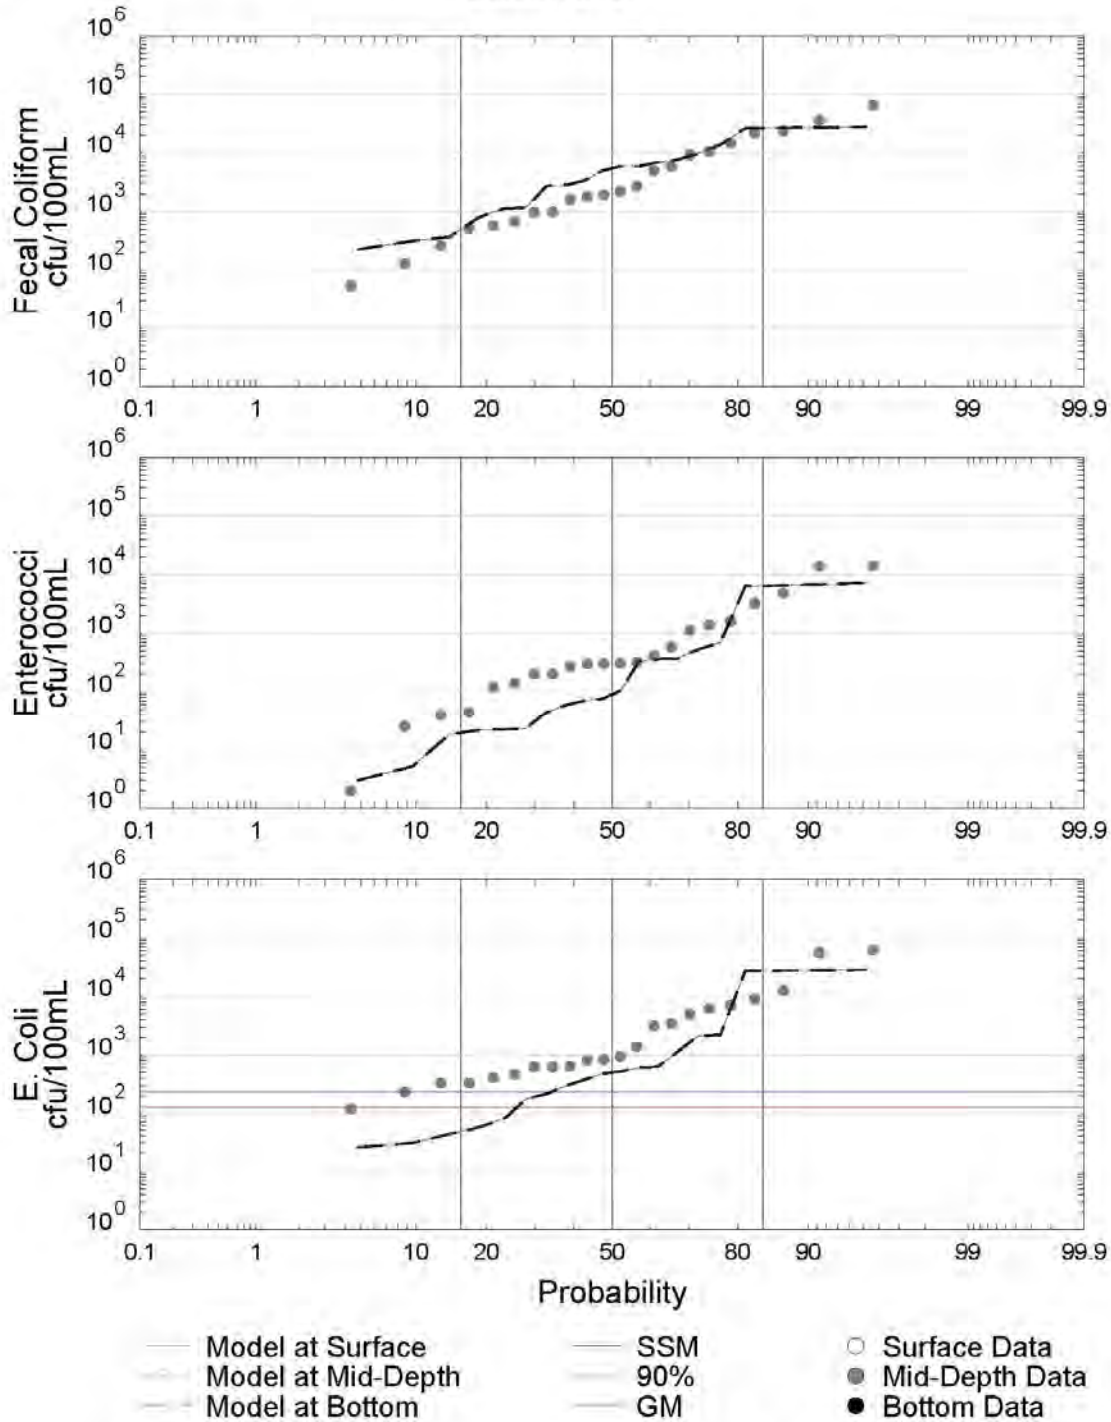 10^6
10^5
10^4
10^3
10^2
10^1
10^0
Fecal Coliform
cfu/100mL
0.1 1 10 20 50 80 90 99 99.9
10^6
10^5
10^4
10^3
10^2
10^1
10^0
Enterococci
cfu/100mL
0.1 1 10 20 50 80 90 99 99.9
10^6
10^5
10^4
10^3
10^2
10^1
10^0
E. Coli
cfu/100mL
0.1 1 10 20 50 80 90 99 99.9
Probability
Model at Surface SSM Surface Data
Model at Mid-Depth 90% Mid-Depth Data
Model at Bottom GM Bottom Data